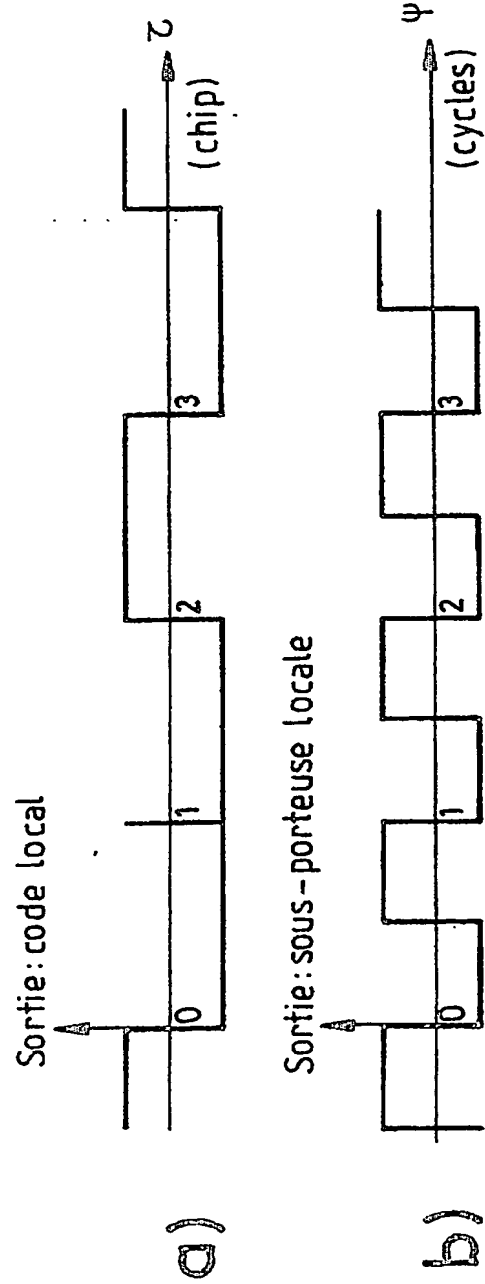 a)
Sortie: code local
0 1 2 3
(chip)
b)
Sortie: sous-porteuse locale
0 1 2 3
ψ
(cycles)